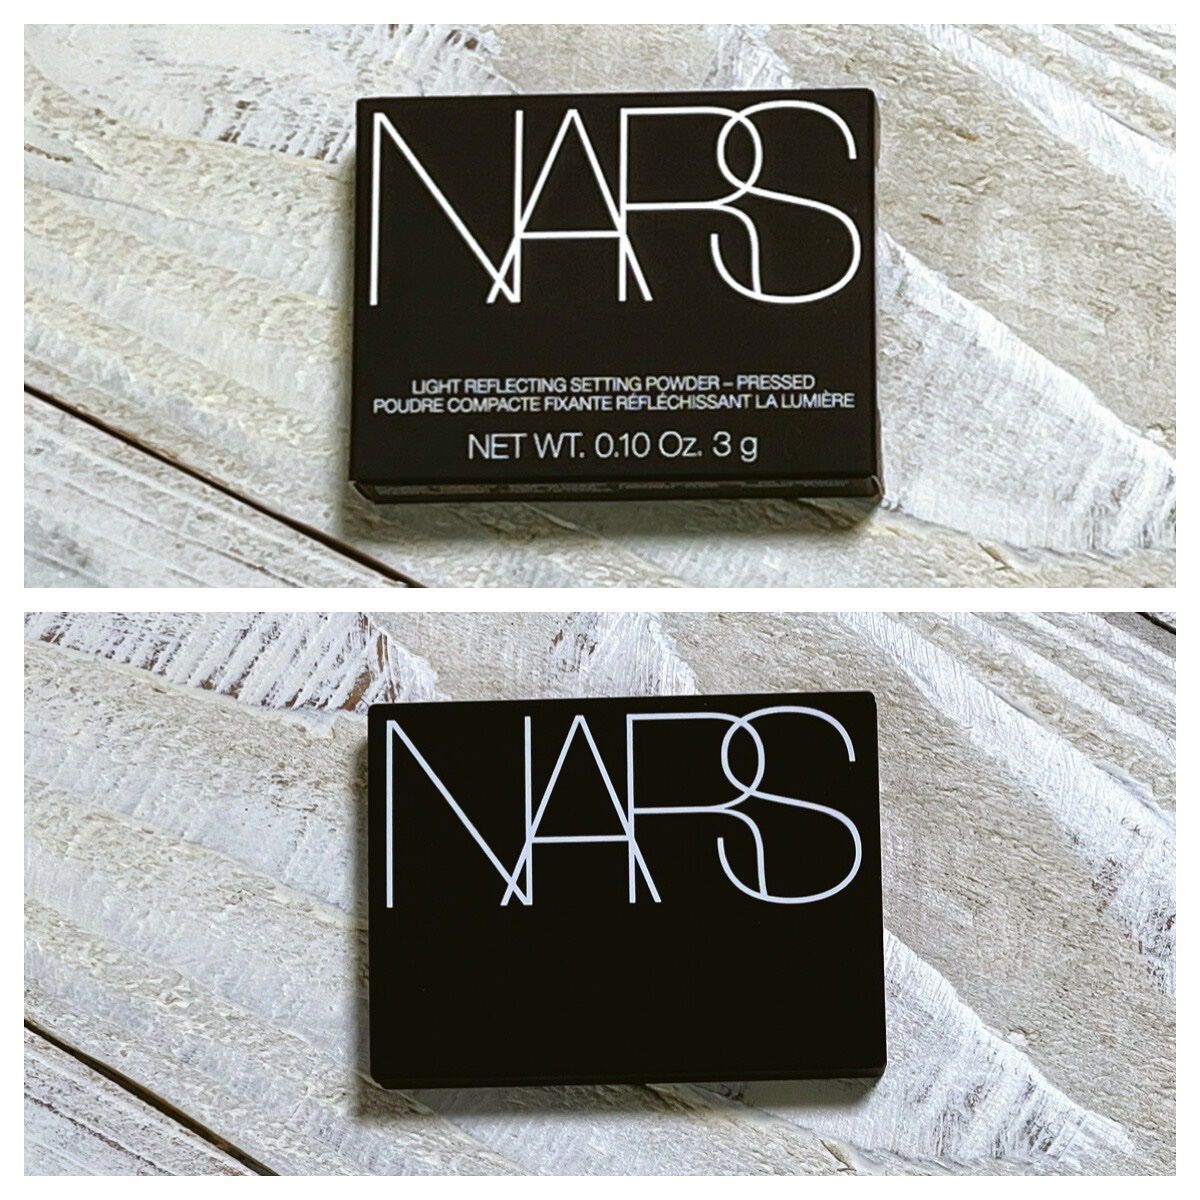 NARS
LIGHT REFLECTING SETTING POWDER – PRESSED
POUDRE COMPACTE FIXANTE RÉFLÉCHISSANT LA LUMIÈRE
NET WT. 0.10 Oz. 3 g
NARS